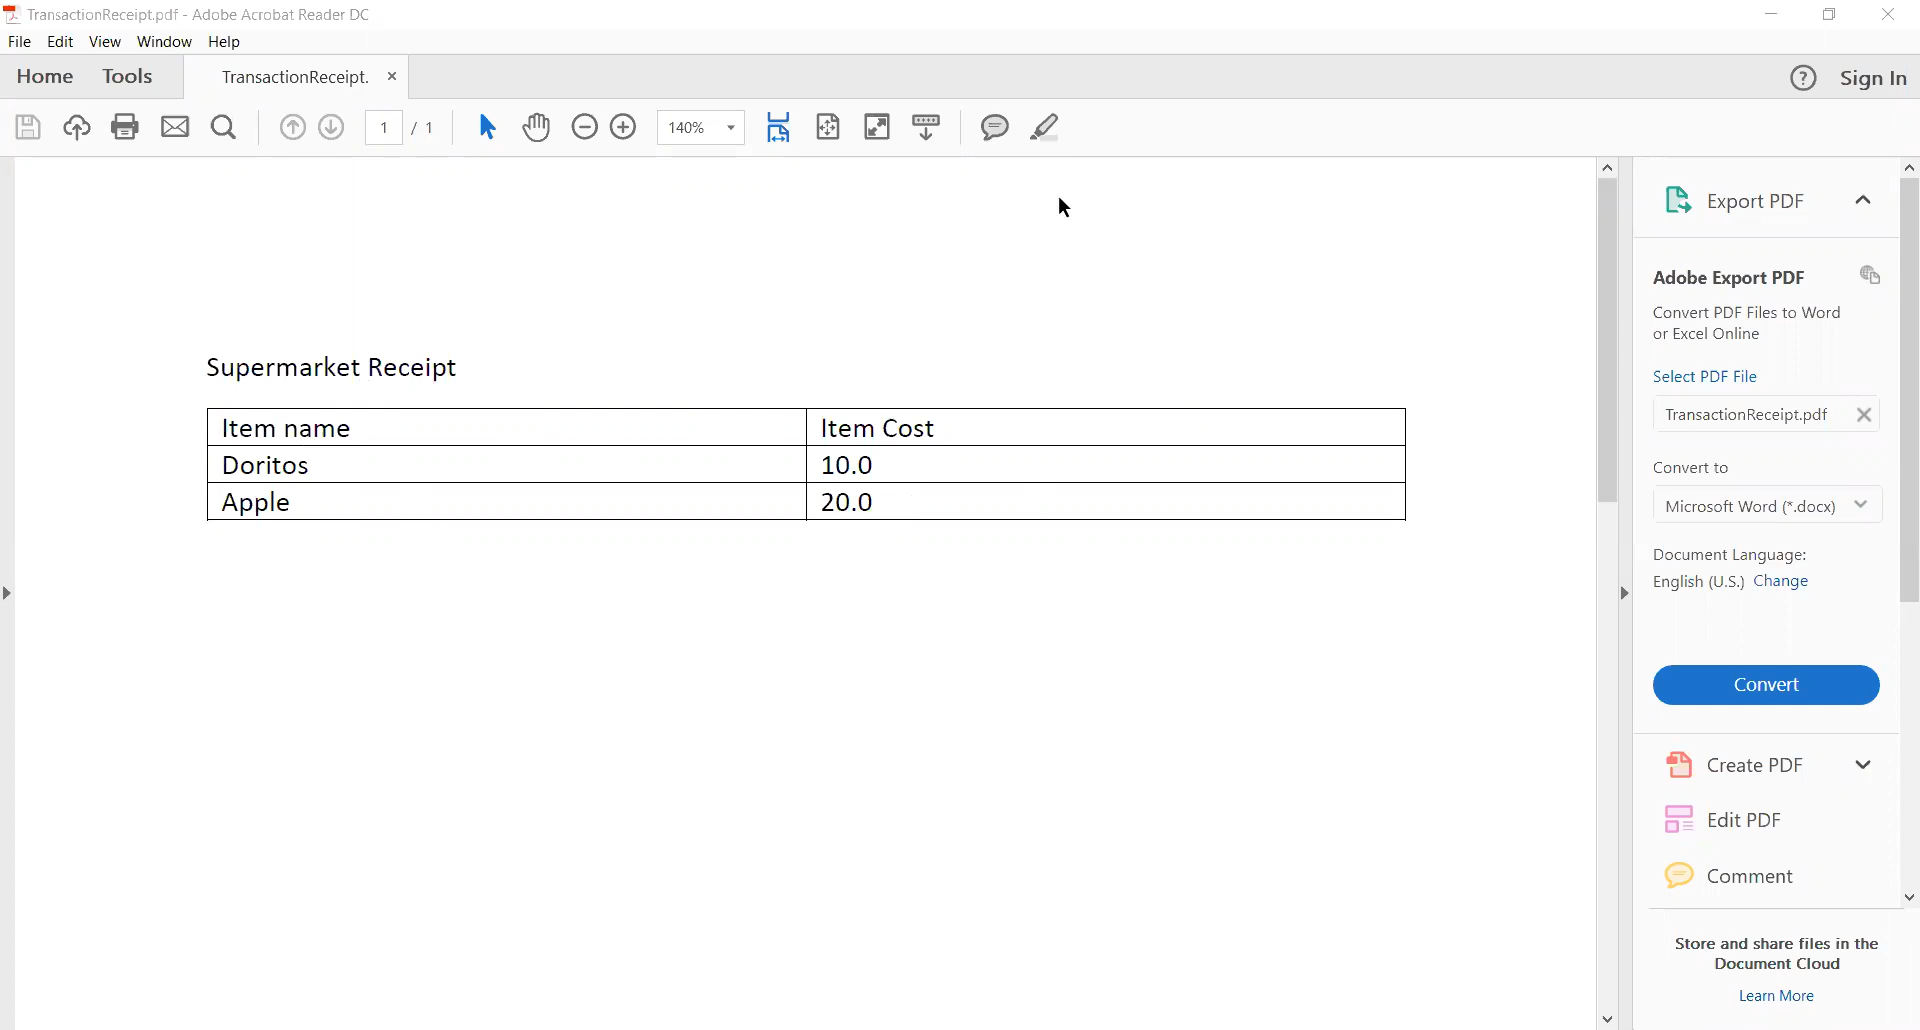 TransactionReceipt.pdf - Adobe Acrobat Reader DC
File Edit View Window Help
Home Tools TransactionReceipt. Sign In
1 / 1 140%
Supermarket Receipt
Item name Item Cost
Doritos 10.0
Apple 20.0
Export PDF
Adobe Export PDF
Convert PDF Files to Word
or Excel Online
Select PDF File
TransactionReceipt.pdf
Convert to
Microsoft Word (*.docx)
Document Language:
English (U.S.) Change
Convert
Create PDF
Edit PDF
Comment
Store and share files in the
Document Cloud
Learn More